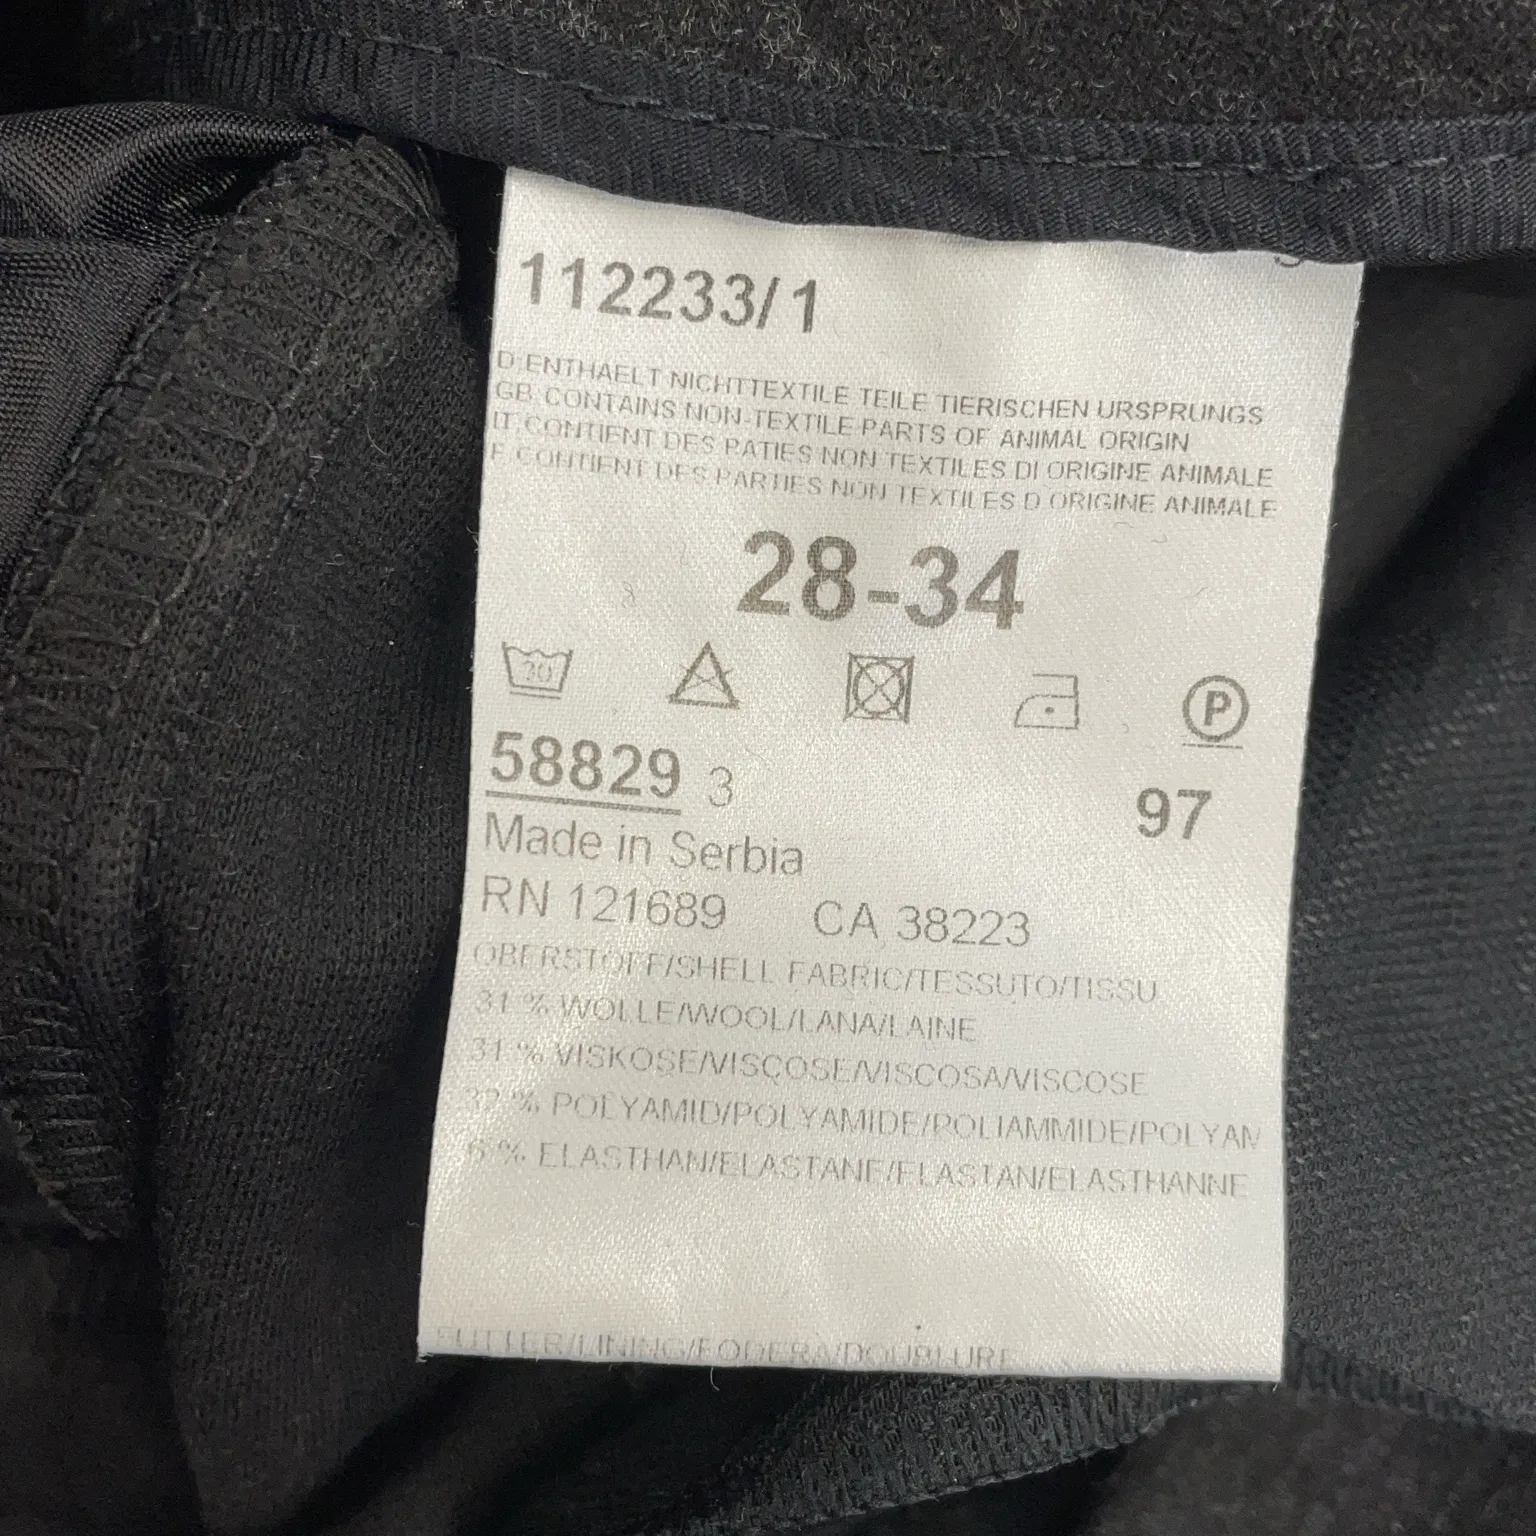 112233/1
D:ENTHAELT NICHTTEXTILE TEILE TIERISCHEN URSPRUNGS
GB:CONTAINS NON-TEXTILE PARTS OF ANIMAL ORIGIN
IT:CONTIENT DES PATIES NON TEXTILES DI ORIGINE ANIMALE
F:CONTIENT DES PARTIES NON TEXTILES D ORIGINE ANIMALE
28-34
30
P
58829 3
97
Made in Serbia
RN 121689 CA 38223
OBERSTOFF/SHELL FABRIC/TESSUTO/TISSU
31 % WOLLE/WOOL/LANA/LAINE
31 % VISKOSE/VISCOSE/VISCOSA/VISCOSE
32 % POLYAMID/POLYAMIDE/POLIAMMIDE/POLYAM
6 % ELASTHAN/ELASTANE/ELASTAN/ELASTHANNE
FUTTER/LINING/FODERA/DOUBLURE